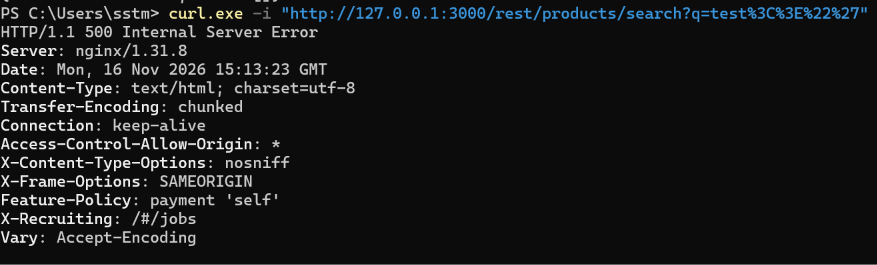 PS C:\Users\sstm> curl.exe -i "http://127.0.0.1:3000/rest/products/search?q=test%3C%3E%22%27"
HTTP/1.1 500 Internal Server Error
Server: nginx/1.31.8
Date: Mon, 16 Nov 2026 15:13:23 GMT
Content-Type: text/html; charset=utf-8
Transfer-Encoding: chunked
Connection: keep-alive
Access-Control-Allow-Origin: *
X-Content-Type-Options: nosniff
X-Frame-Options: SAMEORIGIN
Feature-Policy: payment 'self'
X-Recruiting: /#/jobs
Vary: Accept-Encoding